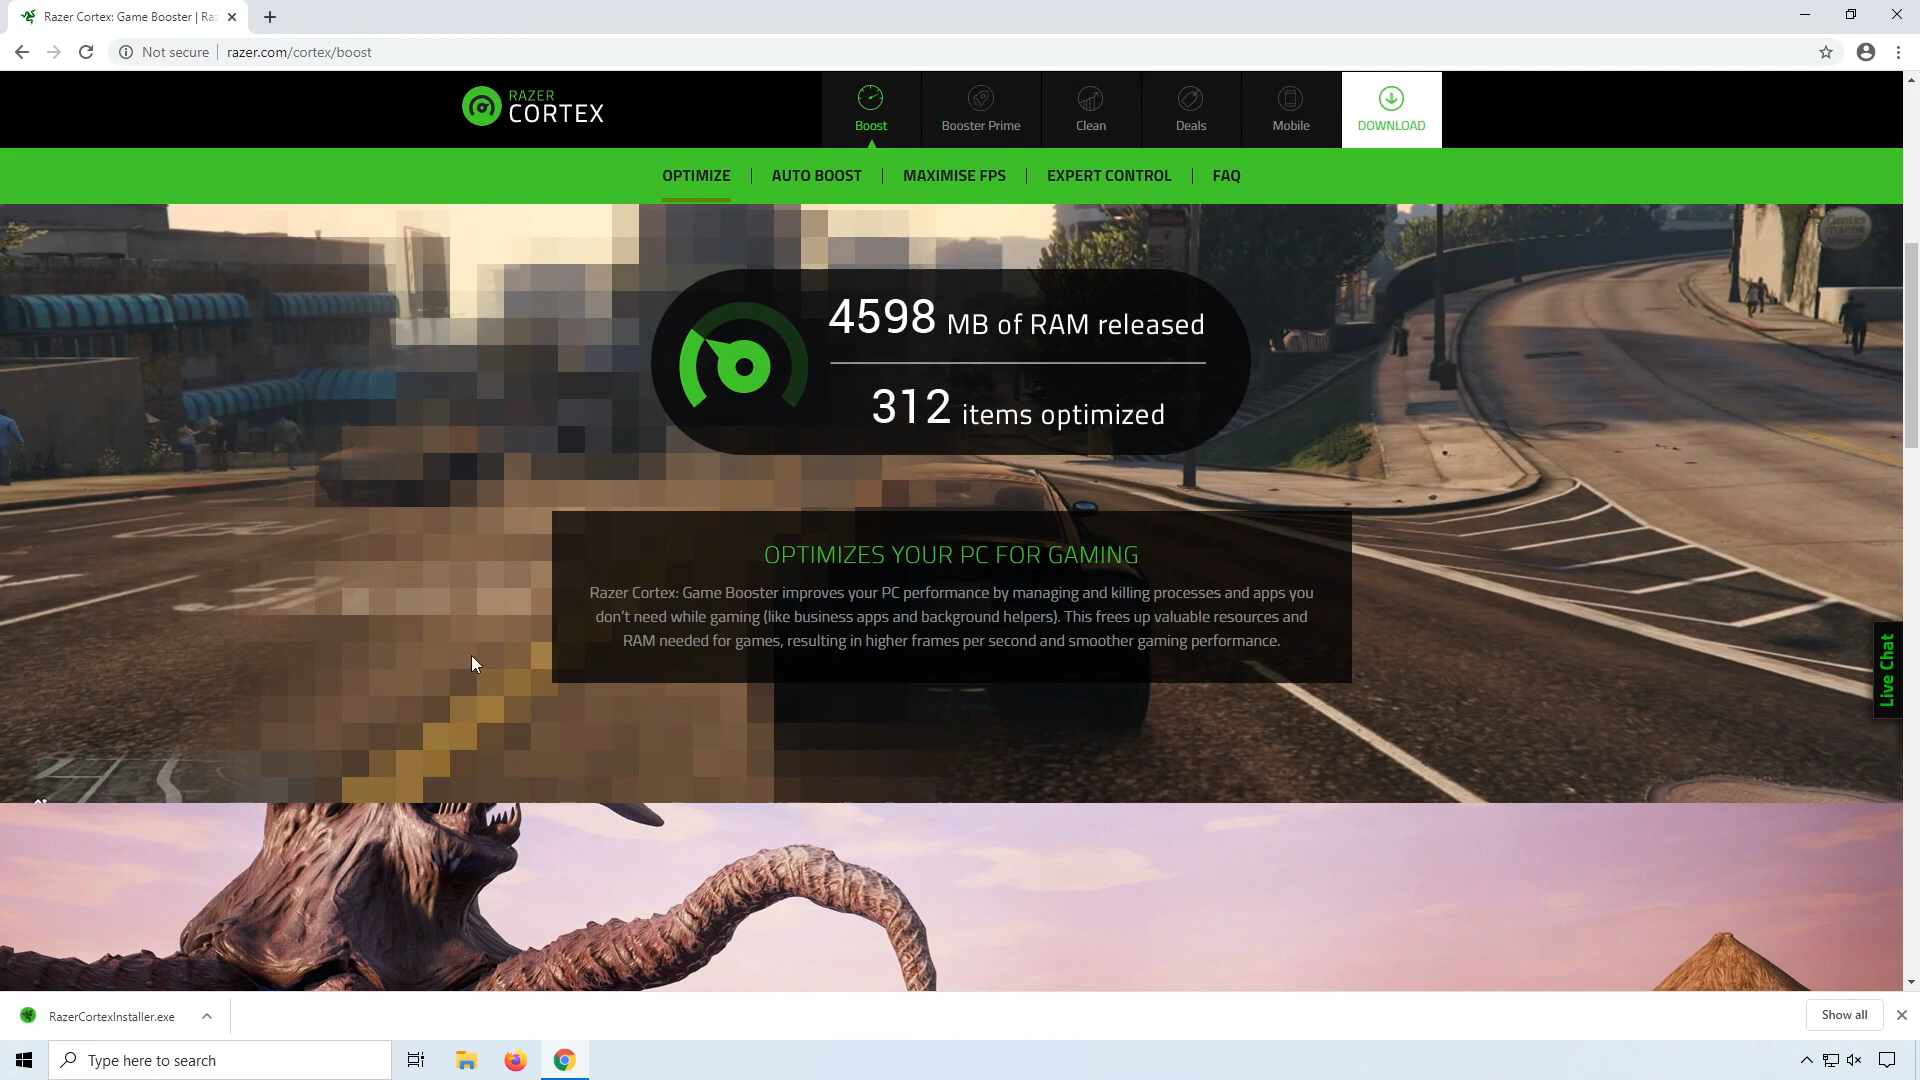 Razer Cortex: Game Booster | Raz
Not secure
razer.com/cortex/boost
RAZER
CORTEX
Boost
Booster Prime
Clean
Deals
Mobile
DOWNLOAD
OPTIMIZE
AUTO BOOST
MAXIMISE FPS
EXPERT CONTROL
FAQ
4598 MB of RAM released
312 items optimized
OPTIMIZES YOUR PC FOR GAMING
Razer Cortex: Game Booster improves your PC performance by managing and killing processes and apps you
don't need while gaming (like business apps and background helpers). This frees up valuable resources and
RAM needed for games, resulting in higher frames per second and smoother gaming performance.
Live Chat
RazerCortexInstaller.exe
Show all
Type here to search